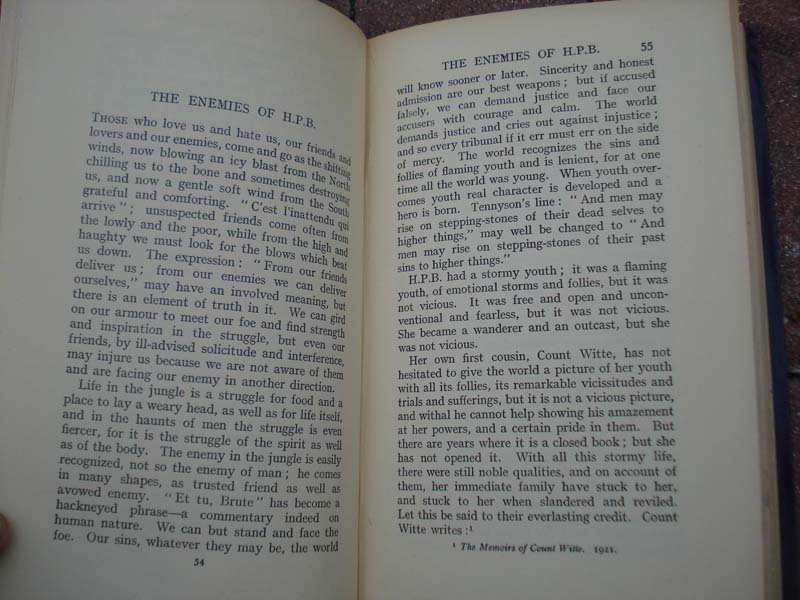 THE ENEMIES OF H.P.B.
THOSE who love us and hate us, our friends and
lovers and our enemies, come and go as the shifting
winds, now blowing an icy blast from the North
chilling us to the bone and sometimes destroying
us, and now a gentle soft wind from the South
grateful and comforting. "C'est l'inattendu qui
arrive"; unsuspected friends come often from
the lowly and the poor, while from the high and
haughty we must look for the blows which beat
us down. The expression: "From our friends
deliver us; from our enemies we can deliver
ourselves," may have an involved meaning, but
there is an element of truth in it. We can gird
on our armour to meet our foe and find strength
and inspiration in the struggle, but even our
friends, by ill-advised solicitude and interference,
may injure us because we are not aware of them
and are facing our enemy in another direction.
Life in the jungle is a struggle for food and a
place to lay a weary head, as well as for life itself,
and in the haunts of men the struggle is even
fiercer, for it is the struggle of the spirit as well
as of the body. The enemy in the jungle is easily
recognized, not so the enemy of man; he comes
in many shapes, as trusted friend as well as
avowed enemy. "Et tu, Brute" has become a
hackneyed phrase—a commentary indeed on
human nature. We can but stand and face the
foe. Our sins, whatever they may be, the world
54
THE ENEMIES OF H.P.B. 55
will know sooner or later. Sincerity and honest
admission are our best weapons; but if accused
falsely, we can demand justice and face our
accusers with courage and calm. The world
demands justice and cries out against injustice;
and so every tribunal if it err must err on the side
of mercy. The world recognizes the sins and
follies of flaming youth and is lenient, for at one
time all the world was young. When youth over-
comes youth real character is developed and a
hero is born. Tennyson's line: "And men may
rise on stepping-stones of their dead selves to
higher things," may well be changed to "And
men may rise on stepping-stones of their past
sins to higher things."
H.P.B. had a stormy youth; it was a flaming
youth, of emotional storms and follies, but it was
not vicious. It was free and open and uncon-
ventional and fearless, but it was not vicious.
She became a wanderer and an outcast, but she
was not vicious.
Her own first cousin, Count Witte, has not
hesitated to give the world a picture of her youth
with all its follies, its remarkable vicissitudes and
trials and sufferings, but it is not a vicious picture,
and withal he cannot help showing his amazement
at her powers, and a certain pride in them. But
there are years where it is a closed book; but she
has not opened it. With all this stormy life,
there were still noble qualities, and on account of
them, her immediate family have stuck to her,
and stuck to her when slandered and reviled.
Let this be said to their everlasting credit. Count
Witte writes:¹
¹ The Memoirs of Count Witte. 1921.